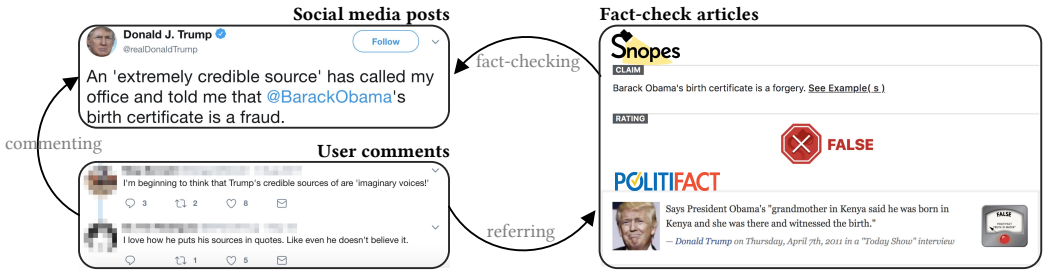 Social media posts
Donald J. Trump
@realDonaldTrump
Follow
An 'extremely credible source' has called my
office and told me that @BarackObama's
birth certificate is a fraud.
commenting
User comments
I'm beginning to think that Trump's credible sources of are 'imaginary voices!'
3 2 8
I love how he puts his sources in quotes. Like even he doesn't believe it.
1 5
fact-checking
referring
Fact-check articles
Snopes
CLAIM
Barack Obama's birth certificate is a forgery. See Example( s )
RATING
FALSE
POLITIFACT
Says President Obama's "grandmother in Kenya said he was born in
Kenya and she was there and witnessed the birth."
— Donald Trump on Thursday, April 7th, 2011 in a "Today Show" interview
FALSE